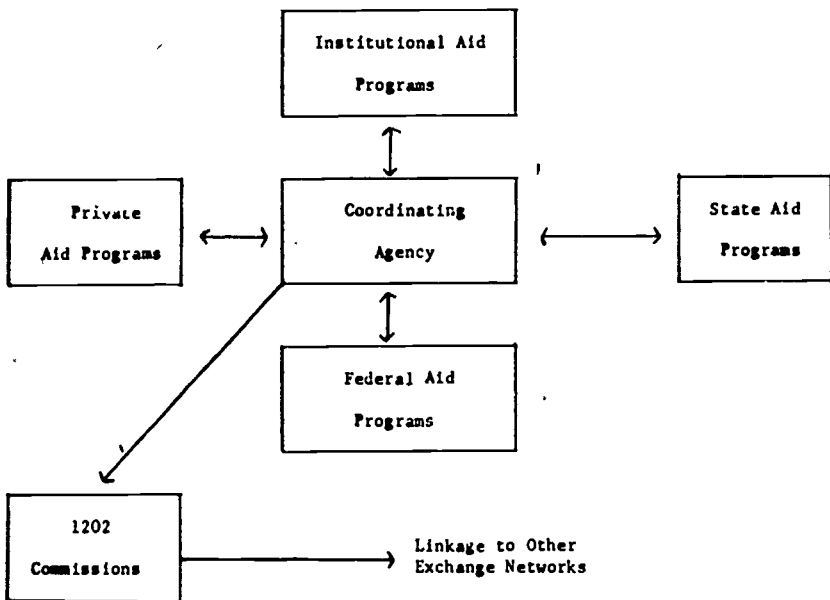 Institutional Aid
Programs
Private
Aid Programs
Coordinating
Agency
State Aid
Programs
Federal Aid
Programs
1202
Commissions
Linkage to Other
Exchange Networks